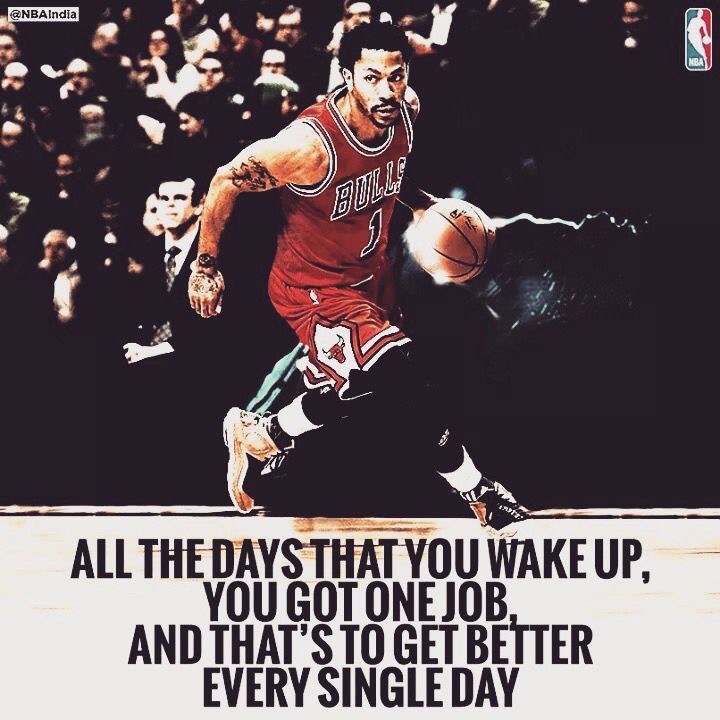 @NBAIndia
NBA
BULLS
1
ALL THE DAYS THAT YOU WAKE UP,
YOU GOT ONE JOB,
AND THAT'S TO GET BETTER
EVERY SINGLE DAY